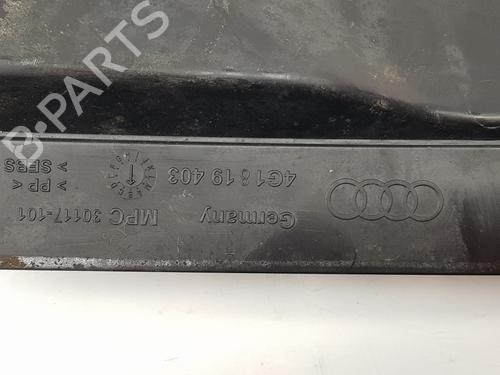 4G1 819 403
Germany
MPC 30117-101
> PP <
> SEBS
B-PARTS